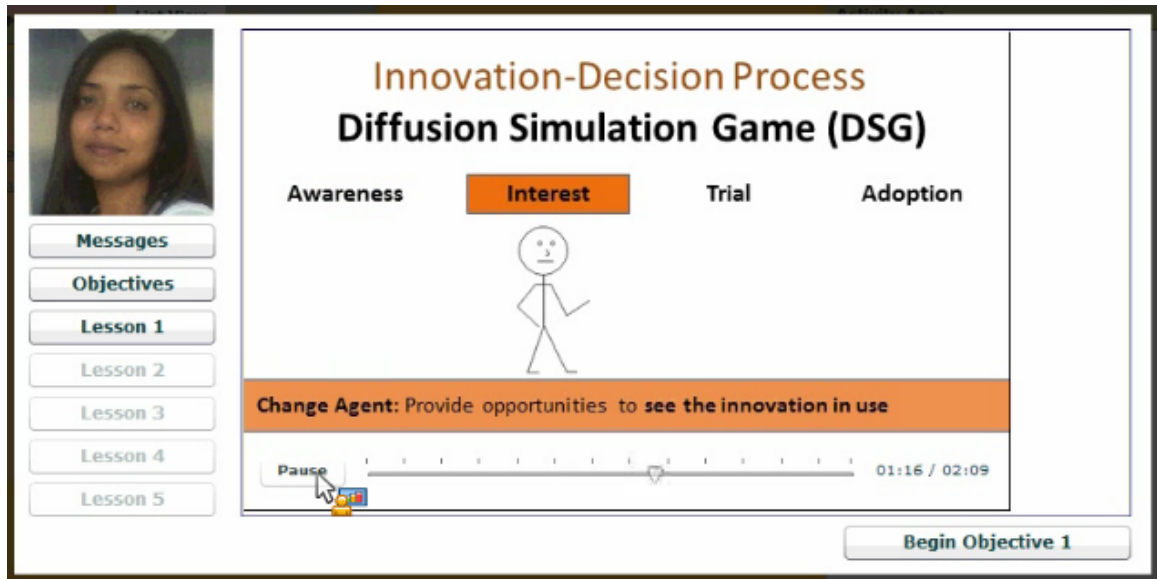 Innovation-Decision Process
Diffusion Simulation Game (DSG)
Awareness Interest Trial Adoption
Messages
Objectives
Lesson 1
Lesson 2
Lesson 3
Lesson 4
Lesson 5
Change Agent: Provide opportunities to see the innovation in use
Pause 01:16 / 02:09
Begin Objective 1